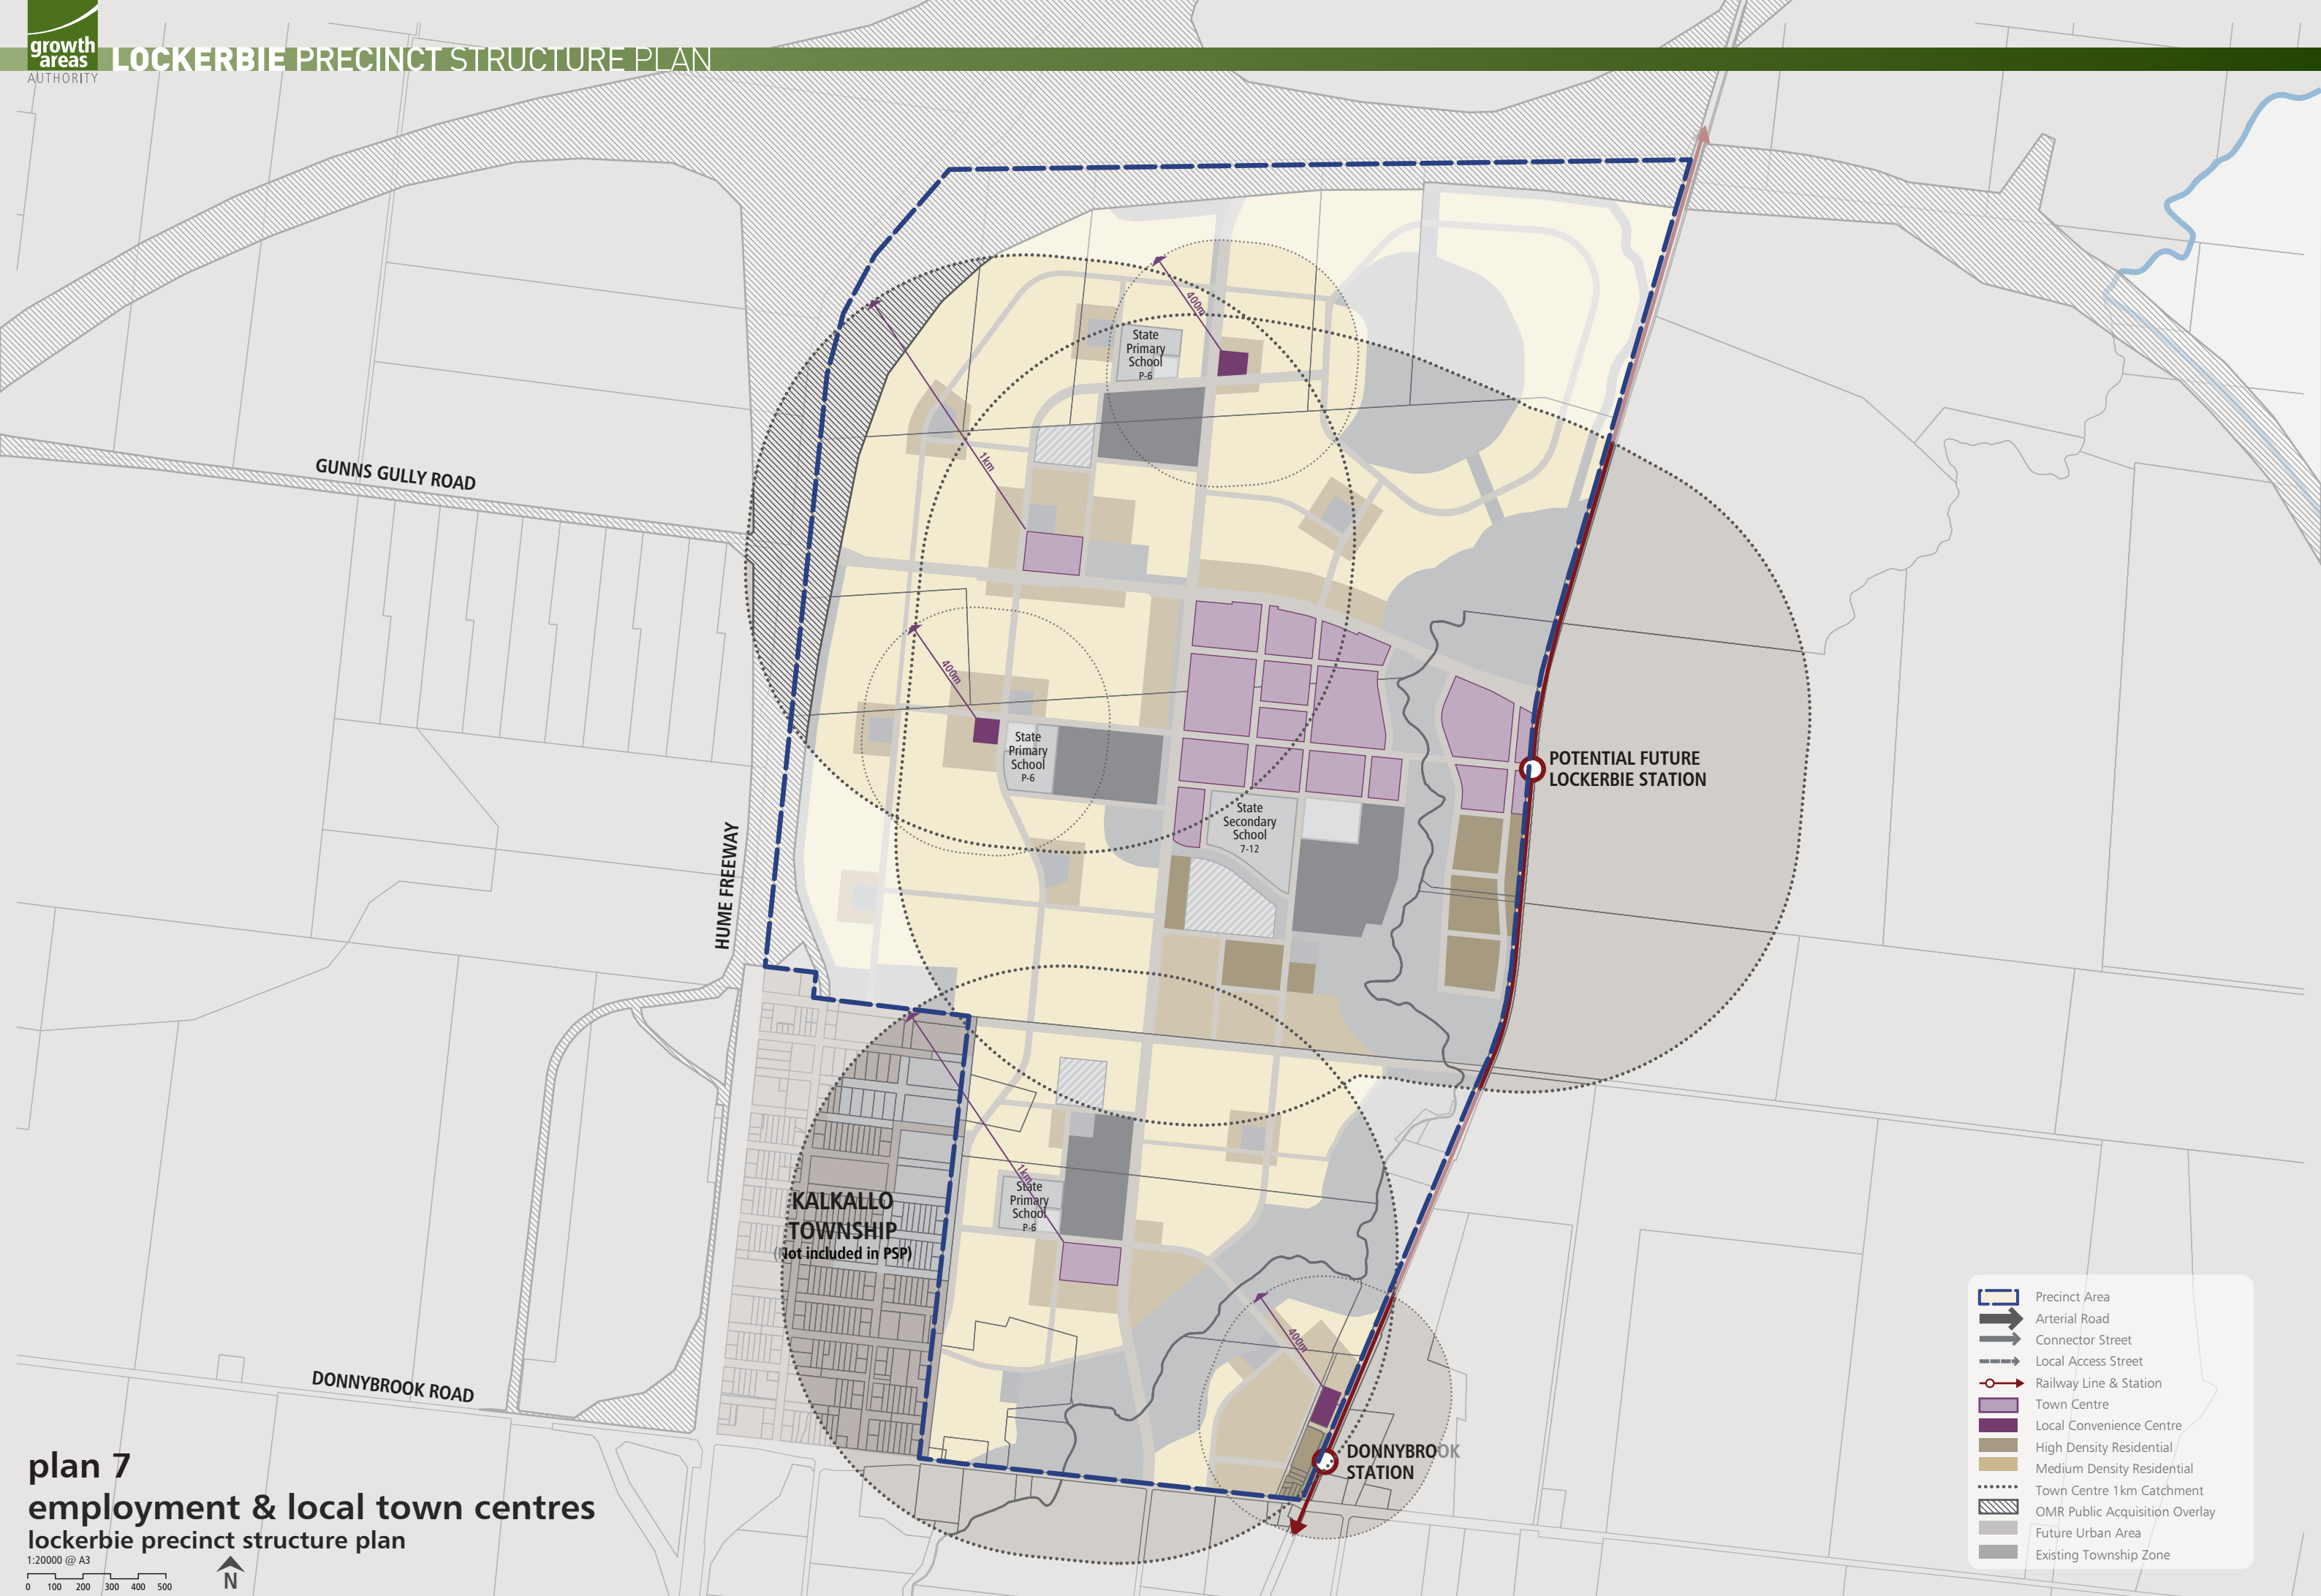 growth
areas
AUTHORITY
LOCKERBIE PRECINCT STRUCTURE PLAN
400m
State
Primary
School
P-6
1km
GUNNS GULLY ROAD
400m
State
Primary
School
P-6
POTENTIAL FUTURE
LOCKERBIE STATION
State
Secondary
School
7-12
HUME FREEWAY
1km
State
Primary
School
P-6
KALKALLO
TOWNSHIP
(Not included in PSP)
400m
DONNYBROOK ROAD
DONNYBROOK
STATION
Precinct Area
Arterial Road
Connector Street
Local Access Street
Railway Line & Station
Town Centre
Local Convenience Centre
High Density Residential
Medium Density Residential
Town Centre 1km Catchment
OMR Public Acquisition Overlay
Future Urban Area
Existing Township Zone
plan 7
employment & local town centres
lockerbie precinct structure plan
1:20000 @ A3
0 100 200 300 400 500
N